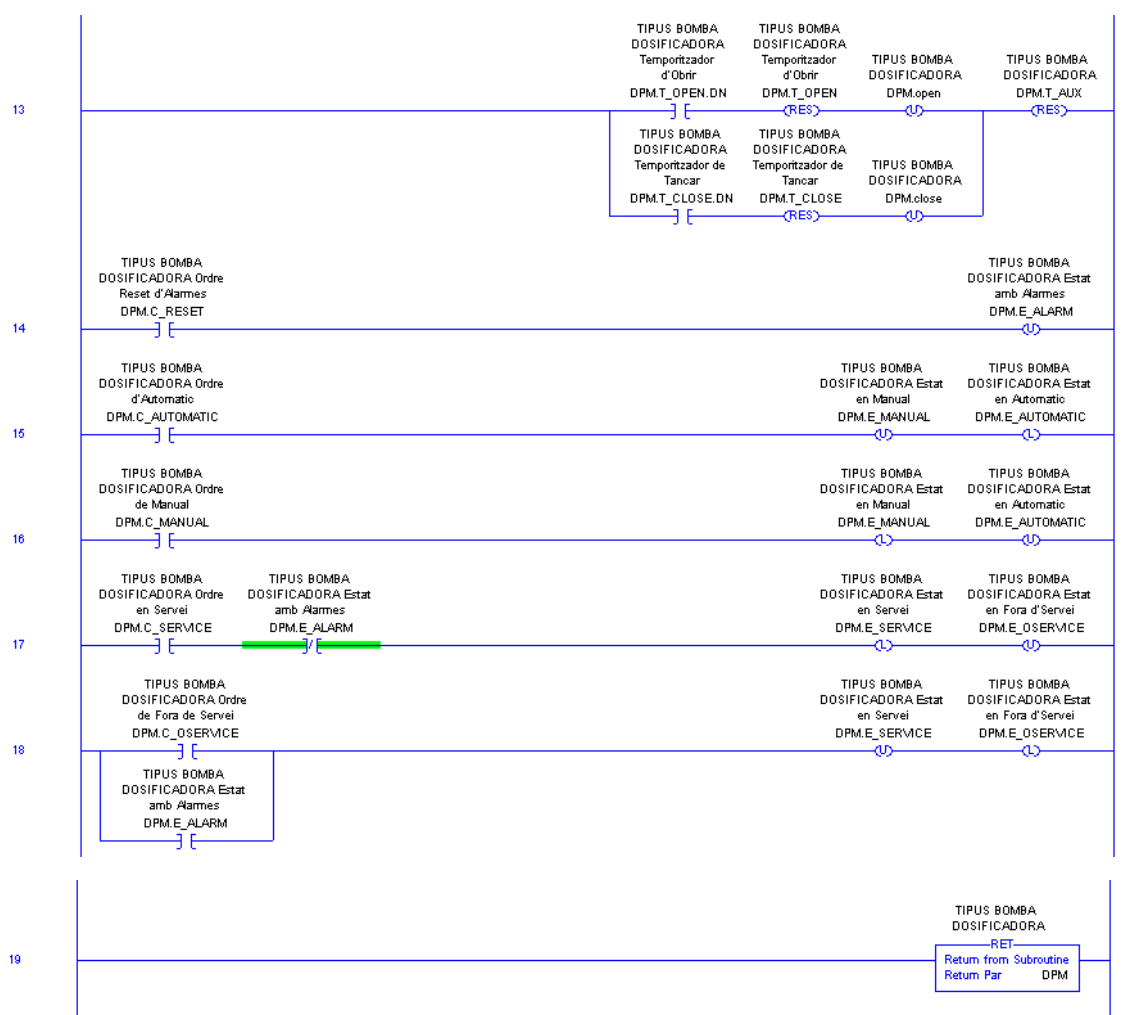 TIPUS BOMBA
DOSIFICADORA
Temporitzador
d'Obrir
DPM.T_OPEN.DN
TIPUS BOMBA
DOSIFICADORA
Temporitzador
d'Obrir
DPM.T_OPEN
RES
TIPUS BOMBA
DOSIFICADORA
DPM.open
U
TIPUS BOMBA
DOSIFICADORA
DPM.T_AUX
RES
13
TIPUS BOMBA
DOSIFICADORA
Temporitzador de
Tancar
DPM.T_CLOSE.DN
TIPUS BOMBA
DOSIFICADORA
Temporitzador de
Tancar
DPM.T_CLOSE
RES
TIPUS BOMBA
DOSIFICADORA
DPM.close
U
TIPUS BOMBA
DOSIFICADORA Ordre
Reset d'Alarmes
DPM.C_RESET
TIPUS BOMBA
DOSIFICADORA Estat
amb Alarmes
DPM.E_ALARM
U
14
TIPUS BOMBA
DOSIFICADORA Ordre
d'Automatic
DPM.C_AUTOMATIC
TIPUS BOMBA
DOSIFICADORA Estat
en Manual
DPM.E_MANUAL
U
TIPUS BOMBA
DOSIFICADORA Estat
en Automatic
DPM.E_AUTOMATIC
L
15
TIPUS BOMBA
DOSIFICADORA Ordre
de Manual
DPM.C_MANUAL
TIPUS BOMBA
DOSIFICADORA Estat
en Manual
DPM.E_MANUAL
L
TIPUS BOMBA
DOSIFICADORA Estat
en Automatic
DPM.E_AUTOMATIC
U
16
TIPUS BOMBA
DOSIFICADORA Ordre
en Servei
DPM.C_SERVICE
TIPUS BOMBA
DOSIFICADORA Estat
amb Alarmes
DPM.E_ALARM
TIPUS BOMBA
DOSIFICADORA Estat
en Servei
DPM.E_SERVICE
L
TIPUS BOMBA
DOSIFICADORA Estat
en Fora d'Servei
DPM.E_OSERVICE
U
17
TIPUS BOMBA
DOSIFICADORA Ordre
de Fora de Servei
DPM.C_OSERVICE
TIPUS BOMBA
DOSIFICADORA Estat
en Servei
DPM.E_SERVICE
U
TIPUS BOMBA
DOSIFICADORA Estat
en Fora d'Servei
DPM.E_OSERVICE
L
18
TIPUS BOMBA
DOSIFICADORA Estat
amb Alarmes
DPM.E_ALARM
TIPUS BOMBA
DOSIFICADORA
RET
Return from Subroutine
Return Par DPM
19